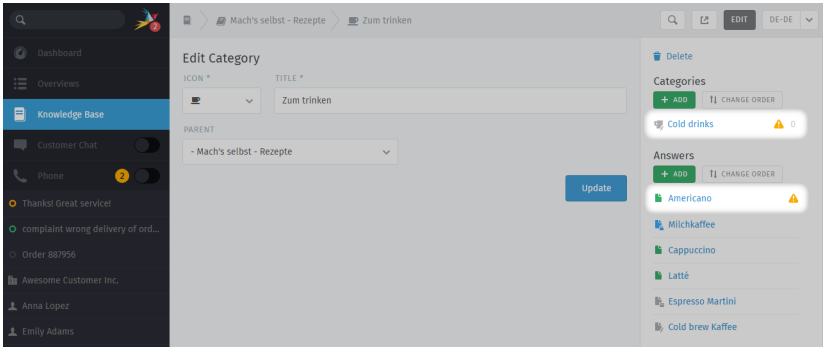 2
Dashboard
Overviews
Knowledge Base
Customer Chat
Phone 2
Thanks! Great service!
complaint wrong delivery of ord...
Order 887956
Awesome Customer Inc.
Anna Lopez
Emily Adams
Mach's selbst - Rezepte
Zum trinken
EDIT
DE-DE
Edit Category
ICON *
TITLE *
Zum trinken
PARENT
- Mach's selbst - Rezepte
Update
Delete
Categories
+ ADD
CHANGE ORDER
Cold drinks 0
Answers
+ ADD
CHANGE ORDER
Americano
Milchkaffee
Cappuccino
Latté
Espresso Martini
Cold brew Kaffee